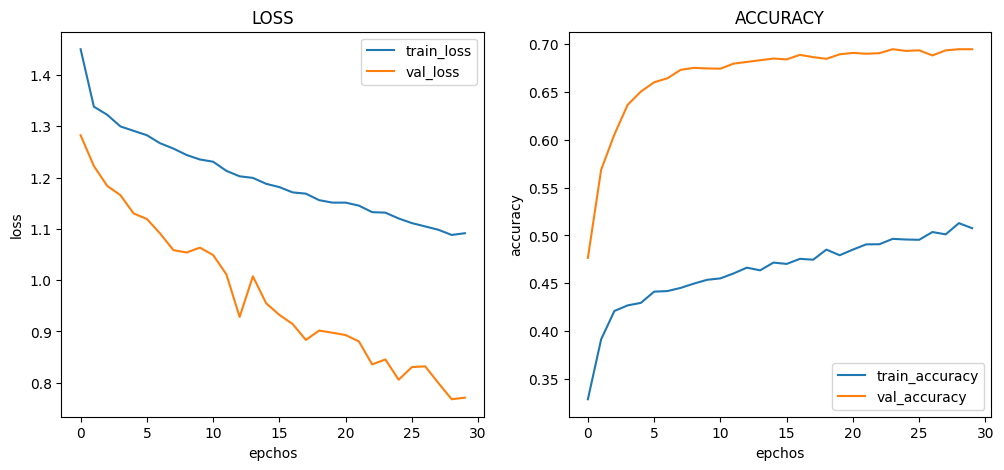 LOSS
train_loss
val_loss
1.4
1.3
1.2
1.1
1.0
0.9
0.8
loss
0 5 10 15 20 25 30
epchos
ACCURACY
0.70
0.65
0.60
0.55
0.50
0.45
0.40
0.35
accuracy
train_accuracy
val_accuracy
0 5 10 15 20 25 30
epchos